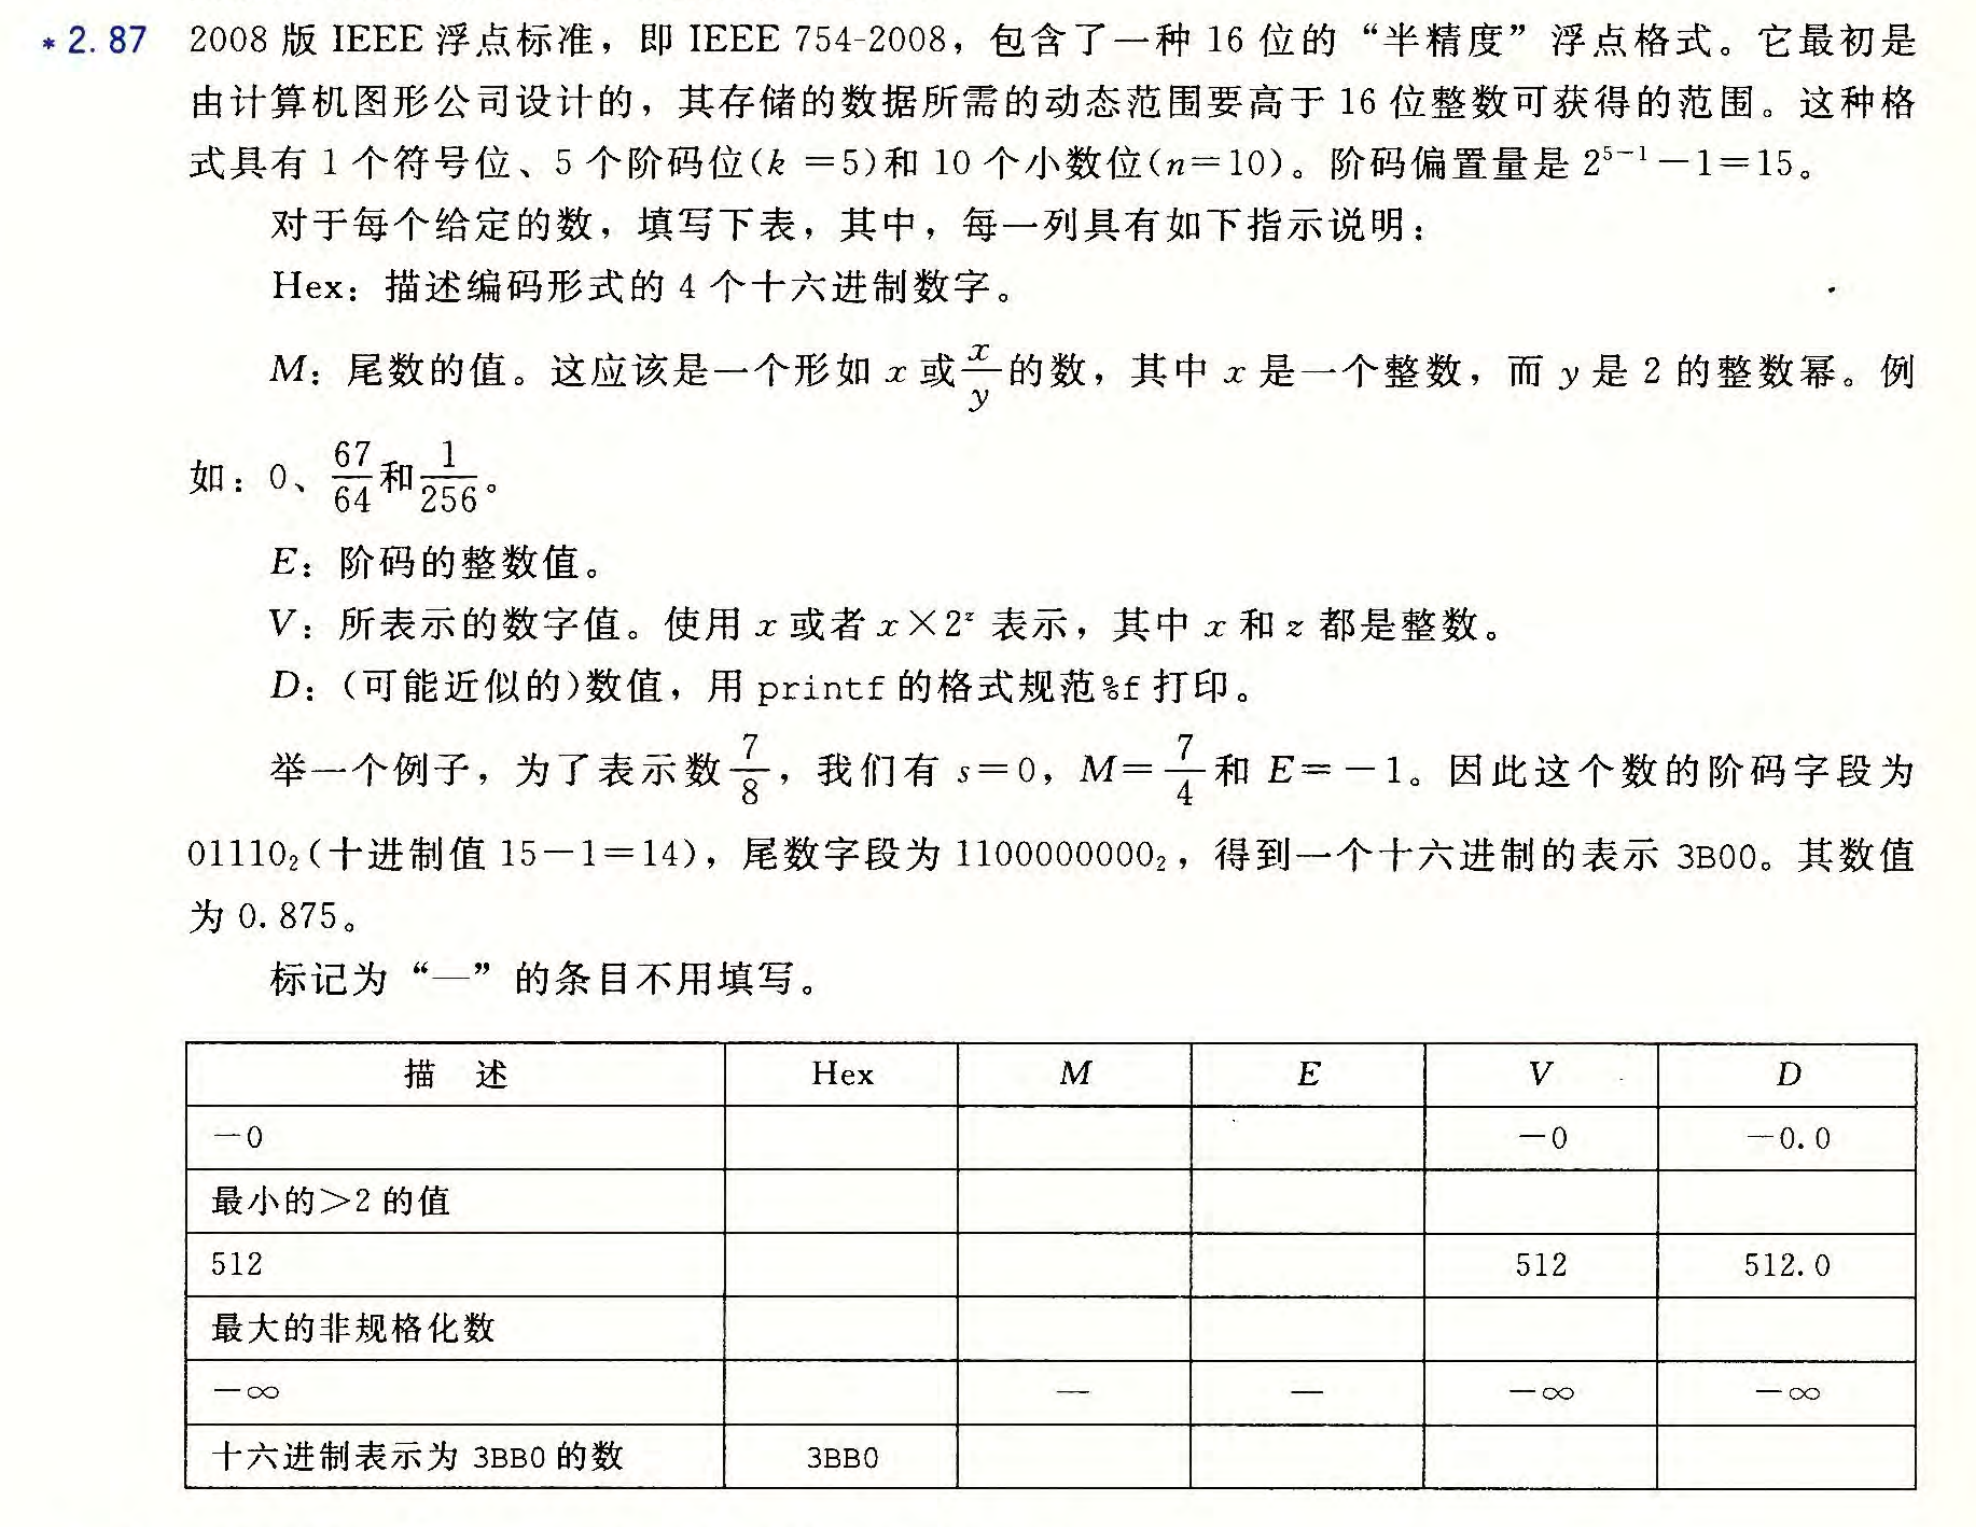 * 2.87 2008 版 IEEE 浮点标准，即 IEEE 754-2008，包含了一种 16 位的“半精度”浮点格式。它最初是
由计算机图形公司设计的，其存储的数据所需的动态范围要高于 16 位整数可获得的范围。这种格
式具有 1 个符号位、5 个阶码位(k =5)和 10 个小数位(n=10)。阶码偏置量是 2⁵⁻¹－1=15。
对于每个给定的数，填写下表，其中，每一列具有如下指示说明：
Hex：描述编码形式的 4 个十六进制数字。
M：尾数的值。这应该是一个形如 x 或 x/y 的数，其中 x 是一个整数，而 y 是 2 的整数幂。例
如：0、67/64 和 1/256。
E：阶码的整数值。
V：所表示的数字值。使用 x 或者 x×2ᶻ 表示，其中 x 和 z 都是整数。
D：(可能近似的)数值，用 printf 的格式规范%f 打印。
举一个例子，为了表示数 7/8，我们有 s=0，M=7/4 和 E=－1。因此这个数的阶码字段为
01110₂(十进制值 15－1=14)，尾数字段为 1100000000₂，得到一个十六进制的表示 3B00。其数值
为 0.875。
标记为“—”的条目不用填写。
描 述 Hex M E V D
－0 －0 －0.0
最小的>2 的值
512 512 512.0
最大的非规格化数
－∞ — — －∞ －∞
十六进制表示为 3BB0 的数 3BB0